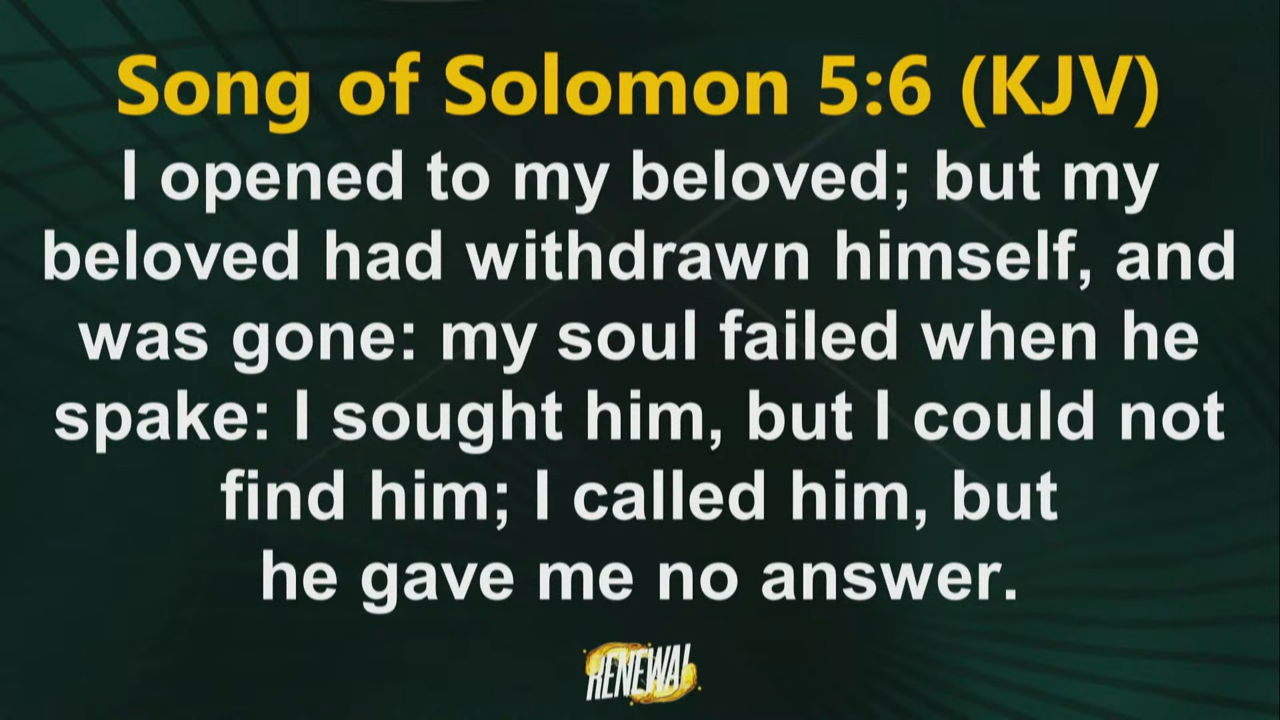 Song of Solomon 5:6 (KJV)
I opened to my beloved; but my
beloved had withdrawn himself, and
was gone: my soul failed when he
spake: I sought him, but I could not
find him; I called him, but
he gave me no answer.
RENEWAL